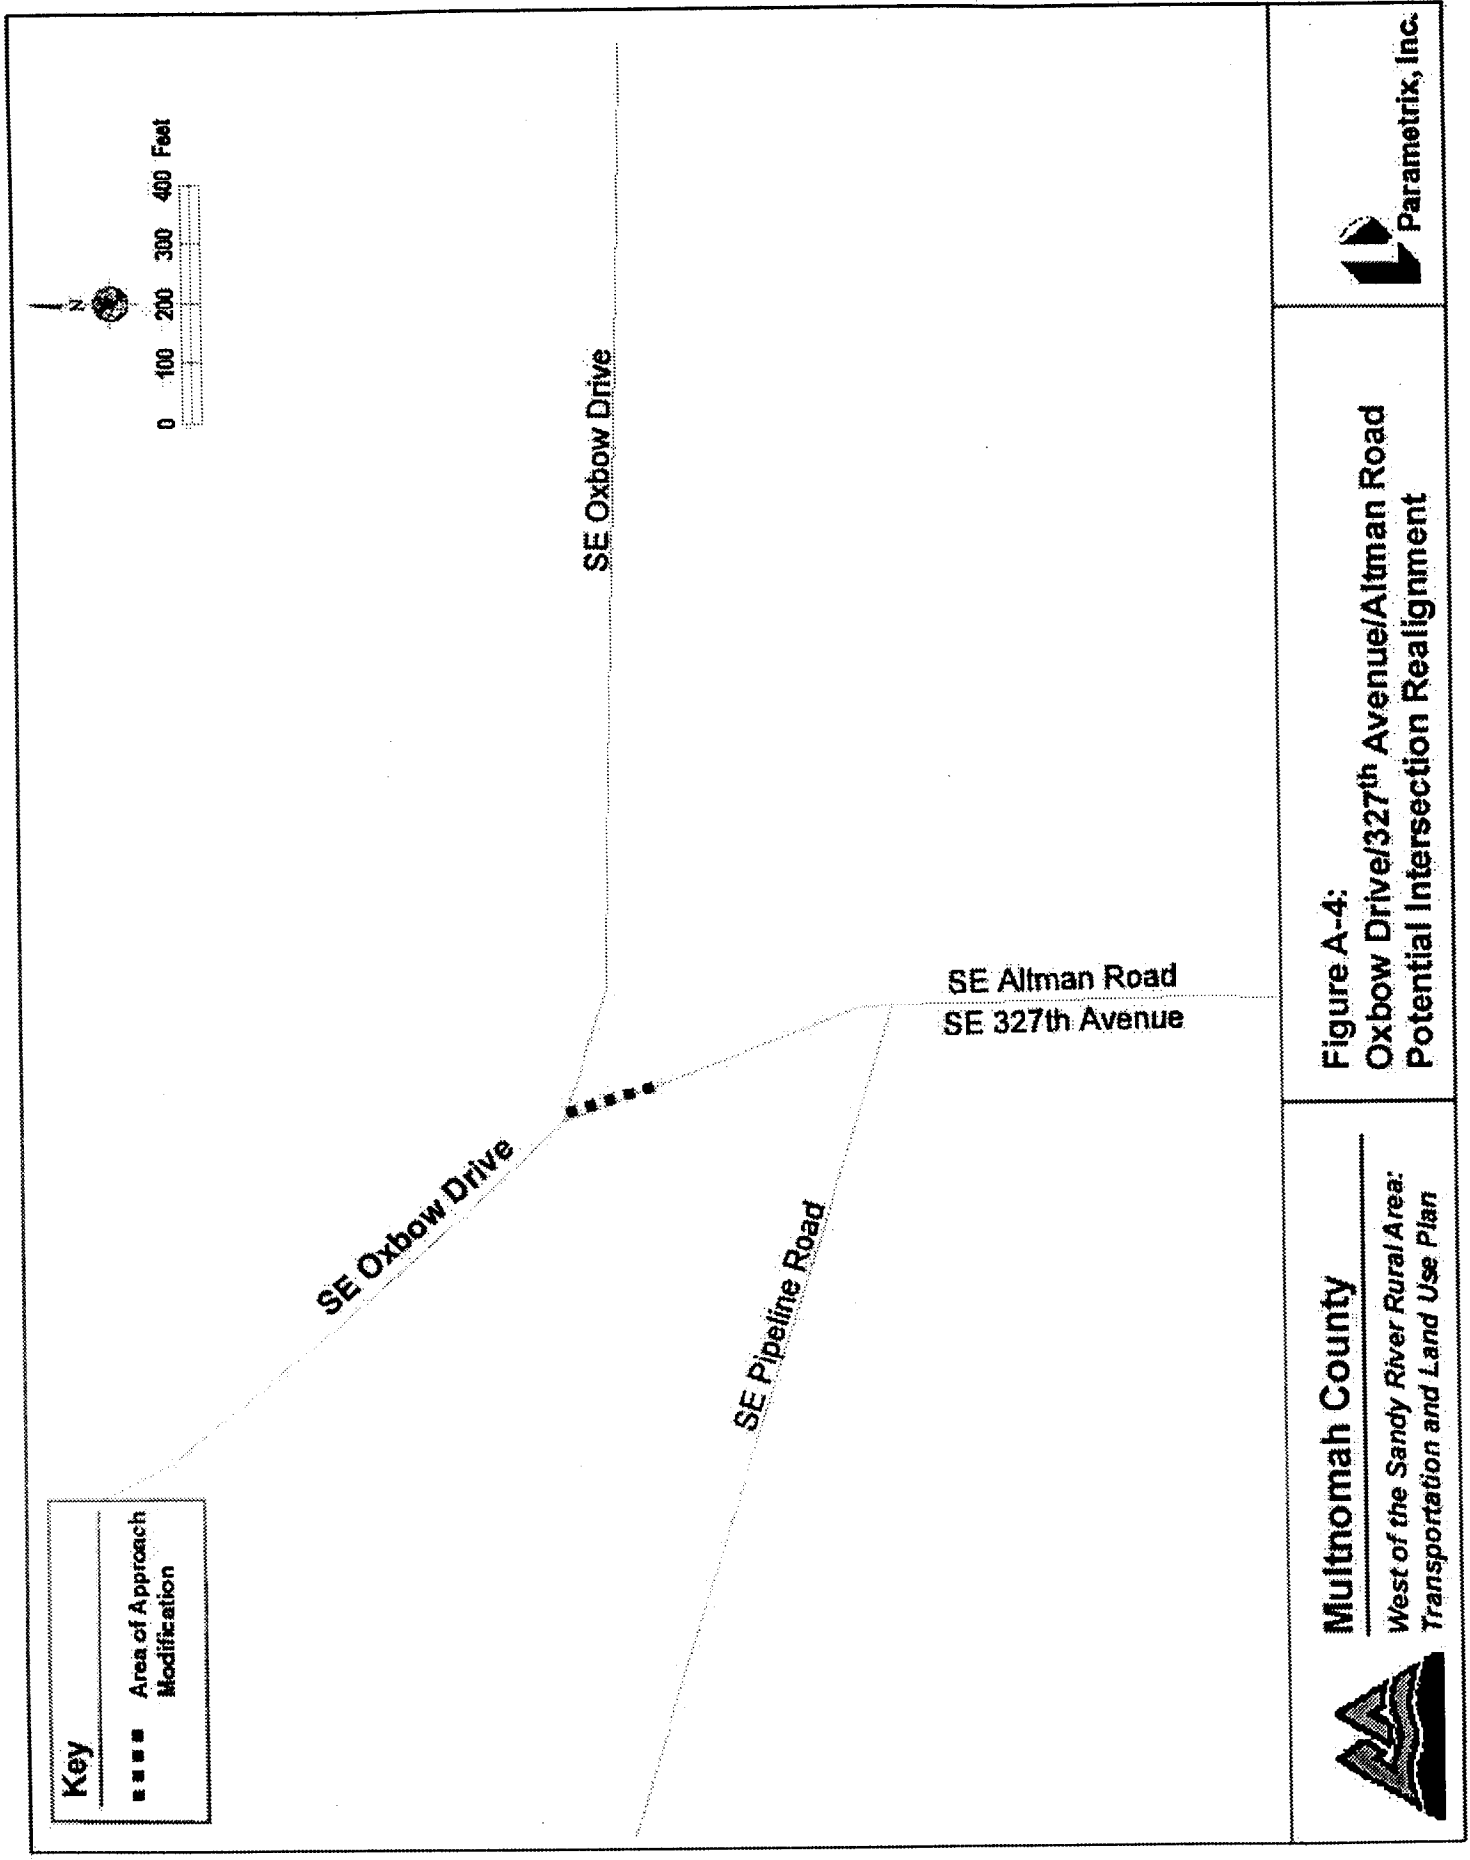 Key
Area of Approach
Modification
N
0 100 200 300 400 Feet
SE Oxbow Drive
SE Oxbow Drive
SE Pipeline Road
SE Altman Road
SE 327th Avenue
Multnomah County
West of the Sandy River Rural Area:
Transportation and Land Use Plan
Figure A-4:
Oxbow Drive/327th Avenue/Altman Road
Potential Intersection Realignment
Parametrix, Inc.